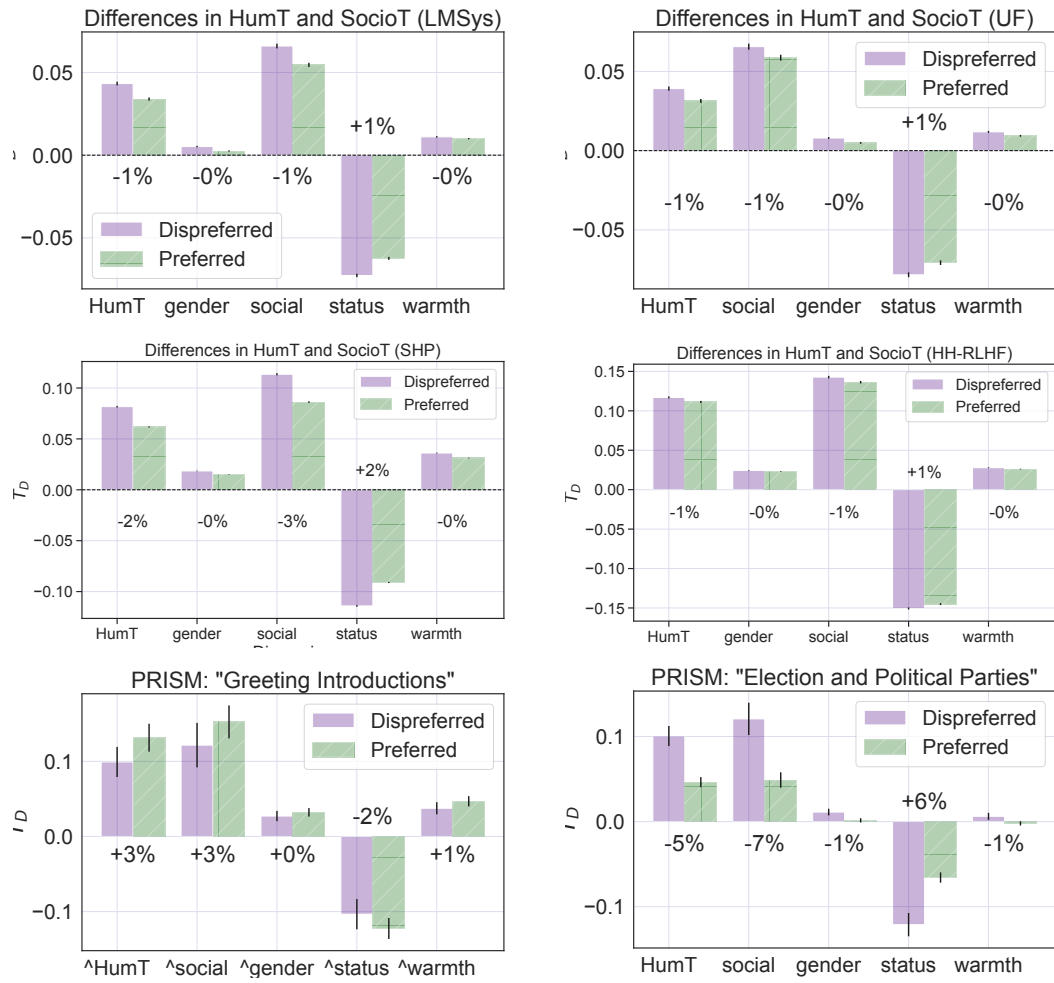 Differences in HumT and SocioT (LMSys)
0.05
0.00
−0.05
+1%
-1%
-0%
-1%
-0%
Dispreferred
Preferred
HumT gender social status warmth
Differences in HumT and SocioT (UF)
Dispreferred
Preferred
0.05
0.00
−0.05
+1%
-1%
-1%
-0%
-0%
HumT social gender status warmth
Differences in HumT and SocioT (SHP)
Dispreferred
Preferred
0.10
0.05
0.00
−0.05
−0.10
T_D
+2%
-2%
-0%
-3%
-0%
HumT gender social status warmth
Differences in HumT and SocioT (HH-RLHF)
Dispreferred
Preferred
0.15
0.10
0.05
0.00
−0.05
−0.10
−0.15
T_D
+1%
-1%
-0%
-1%
-0%
HumT gender social status warmth
PRISM: "Greeting Introductions"
Dispreferred
Preferred
0.1
0.0
−0.1
D
-2%
+3%
+3%
+0%
+1%
^HumT ^social ^gender ^status ^warmth
PRISM: "Election and Political Parties"
Dispreferred
Preferred
0.1
0.0
−0.1
D
+6%
-5%
-7%
-1%
-1%
HumT social gender status warmth